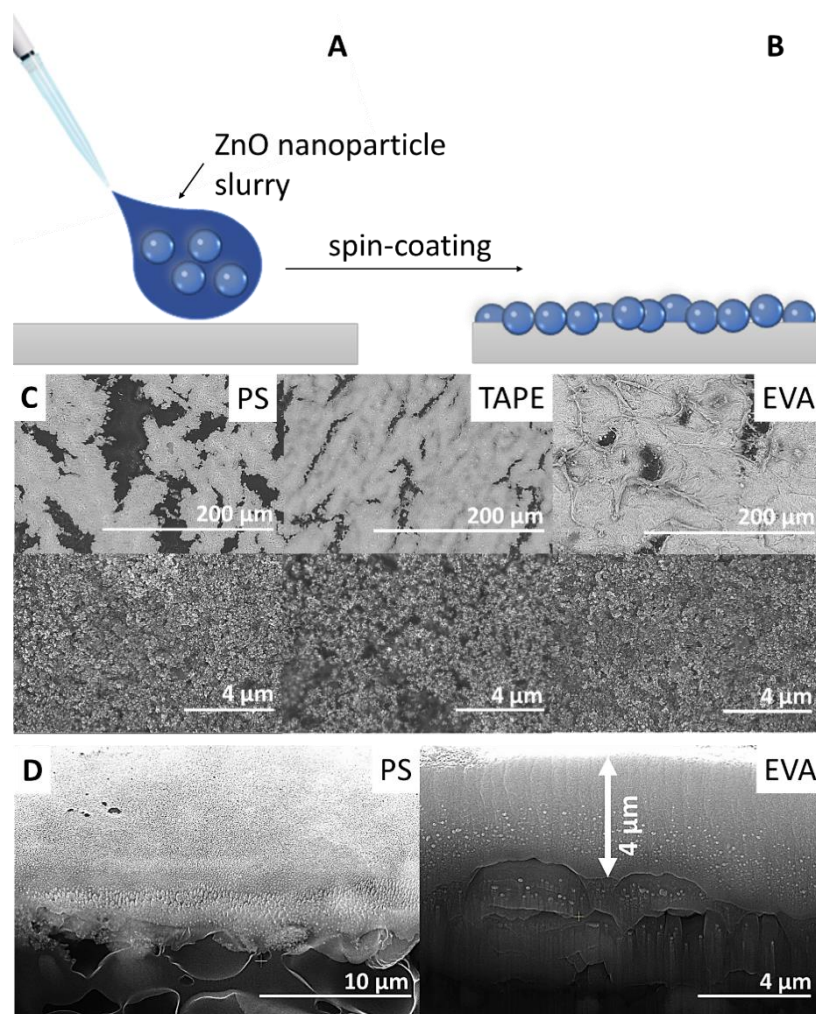 A
B
ZnO nanoparticle
slurry
spin-coating
C
PS
TAPE
EVA
200 µm
200 µm
200 µm
4 µm
4 µm
4 µm
D
PS
EVA
4 µm
10 µm
4 µm